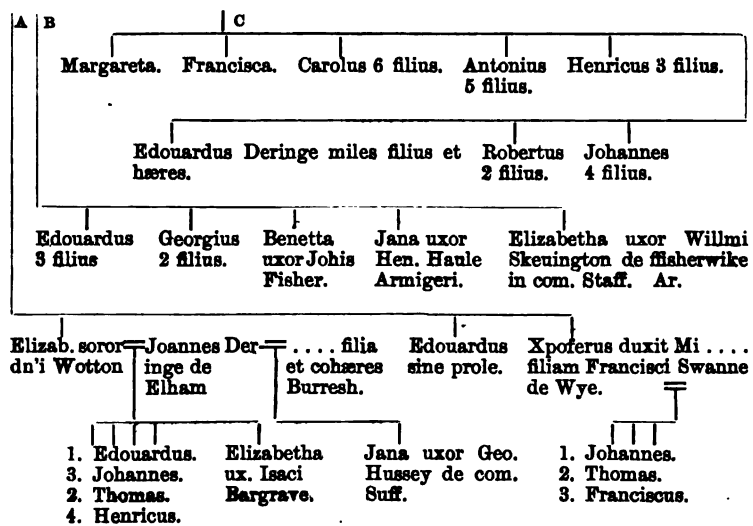 A B C
Margareta. Francisca. Carolus 6 filius. Antonius 5 filius. Henricus 3 filius.
Edouardus Deringe miles filius et hæres. Robertus 2 filius. Johannes 4 filius.
Edouardus 3 filius
Georgius 2 filius.
Benetta uxor Johis Fisher.
Jana uxor Hen. Haule Armigeri.
Elizabetha uxor Willmi Skeuington de ffisherwike in com. Staff. Ar.
Elizab. soror dn'i Wotton
Joannes Deringe de Elham
. . . . filia et cohæres Burresh.
Edouardus sine prole.
Xpoferus duxit Mi . . . . filiam Francisci Swanne de Wye.
1. Edouardus.
3. Johannes.
2. Thomas.
4. Henricus.
Elizabetha ux. Isaci Bargrave.
Jana uxor Geo. Hussey de com. Suff.
1. Johannes.
2. Thomas.
3. Franciscus.